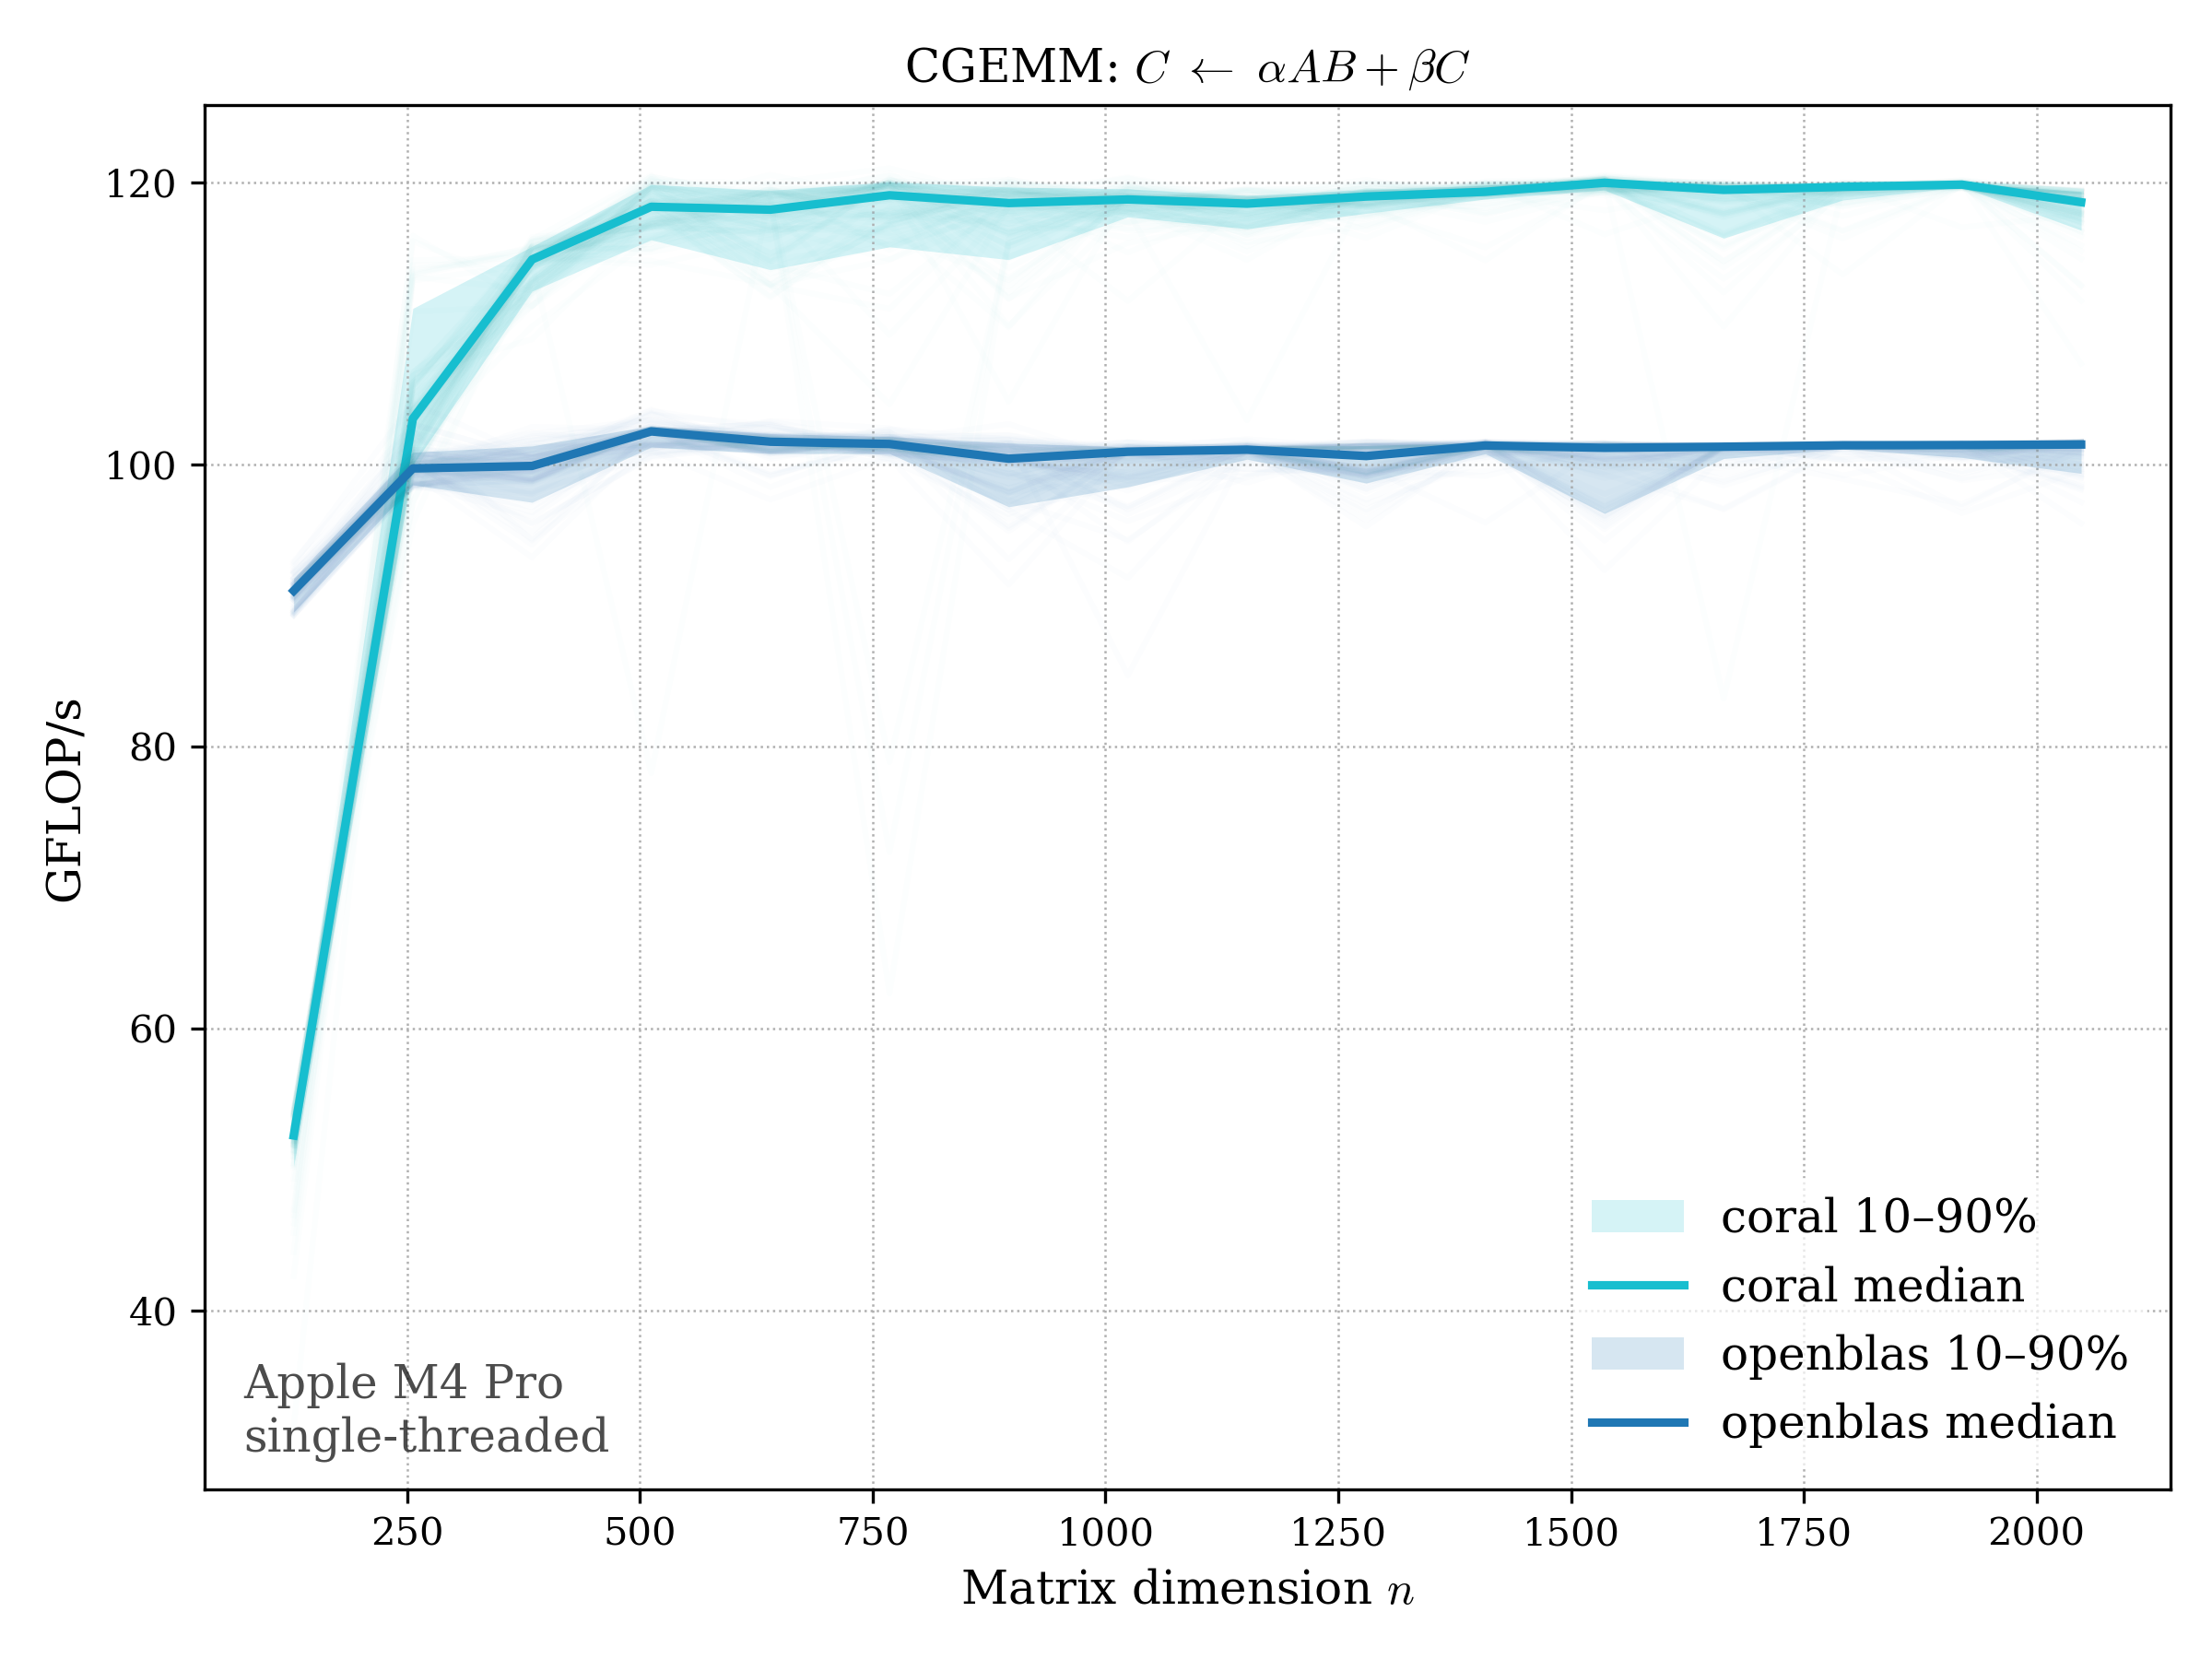 CGEMM: C ← αAB + βC
GFLOP/s
120
100
80
60
40
coral 10–90%
coral median
openblas 10–90%
openblas median
Apple M4 Pro
single-threaded
250 500 750 1000 1250 1500 1750 2000
Matrix dimension n